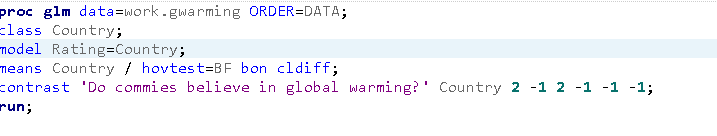 proc glm data=work.gwarming ORDER=DATA;
class Country;
model Rating=Country;
means Country / hovtest=BF bon cldiff;
contrast 'Do commies believe in global warming?' Country 2 -1 2 -1 -1 -1;
run;